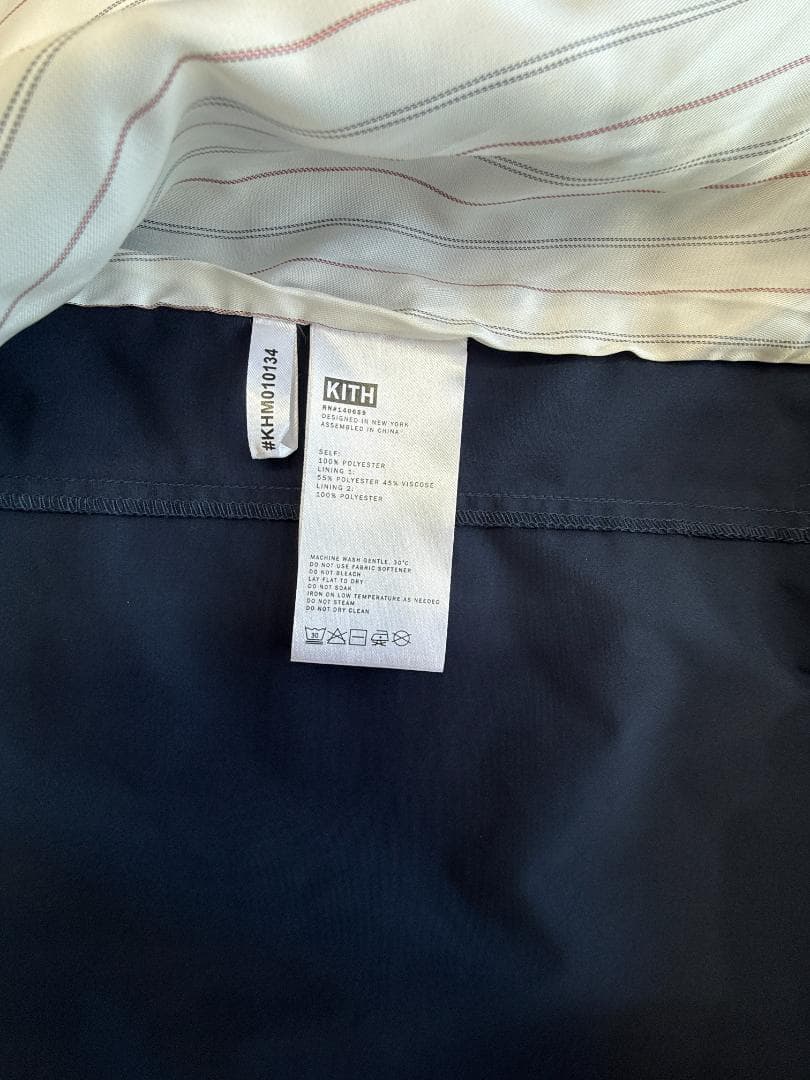 #KHM010134
KITH
RN#140659
DESIGNED IN NEW YORK
ASSEMBLED IN CHINA
SELF:
100% POLYESTER
LINING 1:
55% POLYESTER 45% VISCOSE
LINING 2:
100% POLYESTER
MACHINE WASH GENTLE, 30°C
DO NOT USE FABRIC SOFTENER
DO NOT BLEACH
LAY FLAT TO DRY
DO NOT SOAK
IRON ON LOW TEMPERATURE AS NEEDED
DO NOT STEAM
DO NOT DRY CLEAN
30